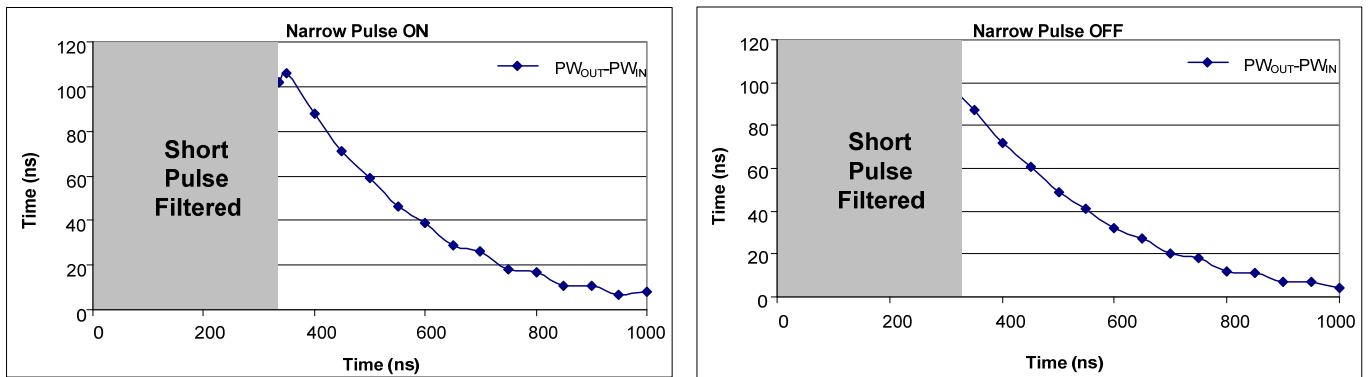 Narrow Pulse ON
120
100
80
60
40
20
0
Time (ns)
Short
Pulse
Filtered
PWOUT-PWIN
0 200 400 600 800 1000
Time (ns)
Narrow Pulse OFF
120
100
80
60
40
20
0
Time (ns)
Short
Pulse
Filtered
PWOUT-PWIN
0 200 400 600 800 1000
Time (ns)